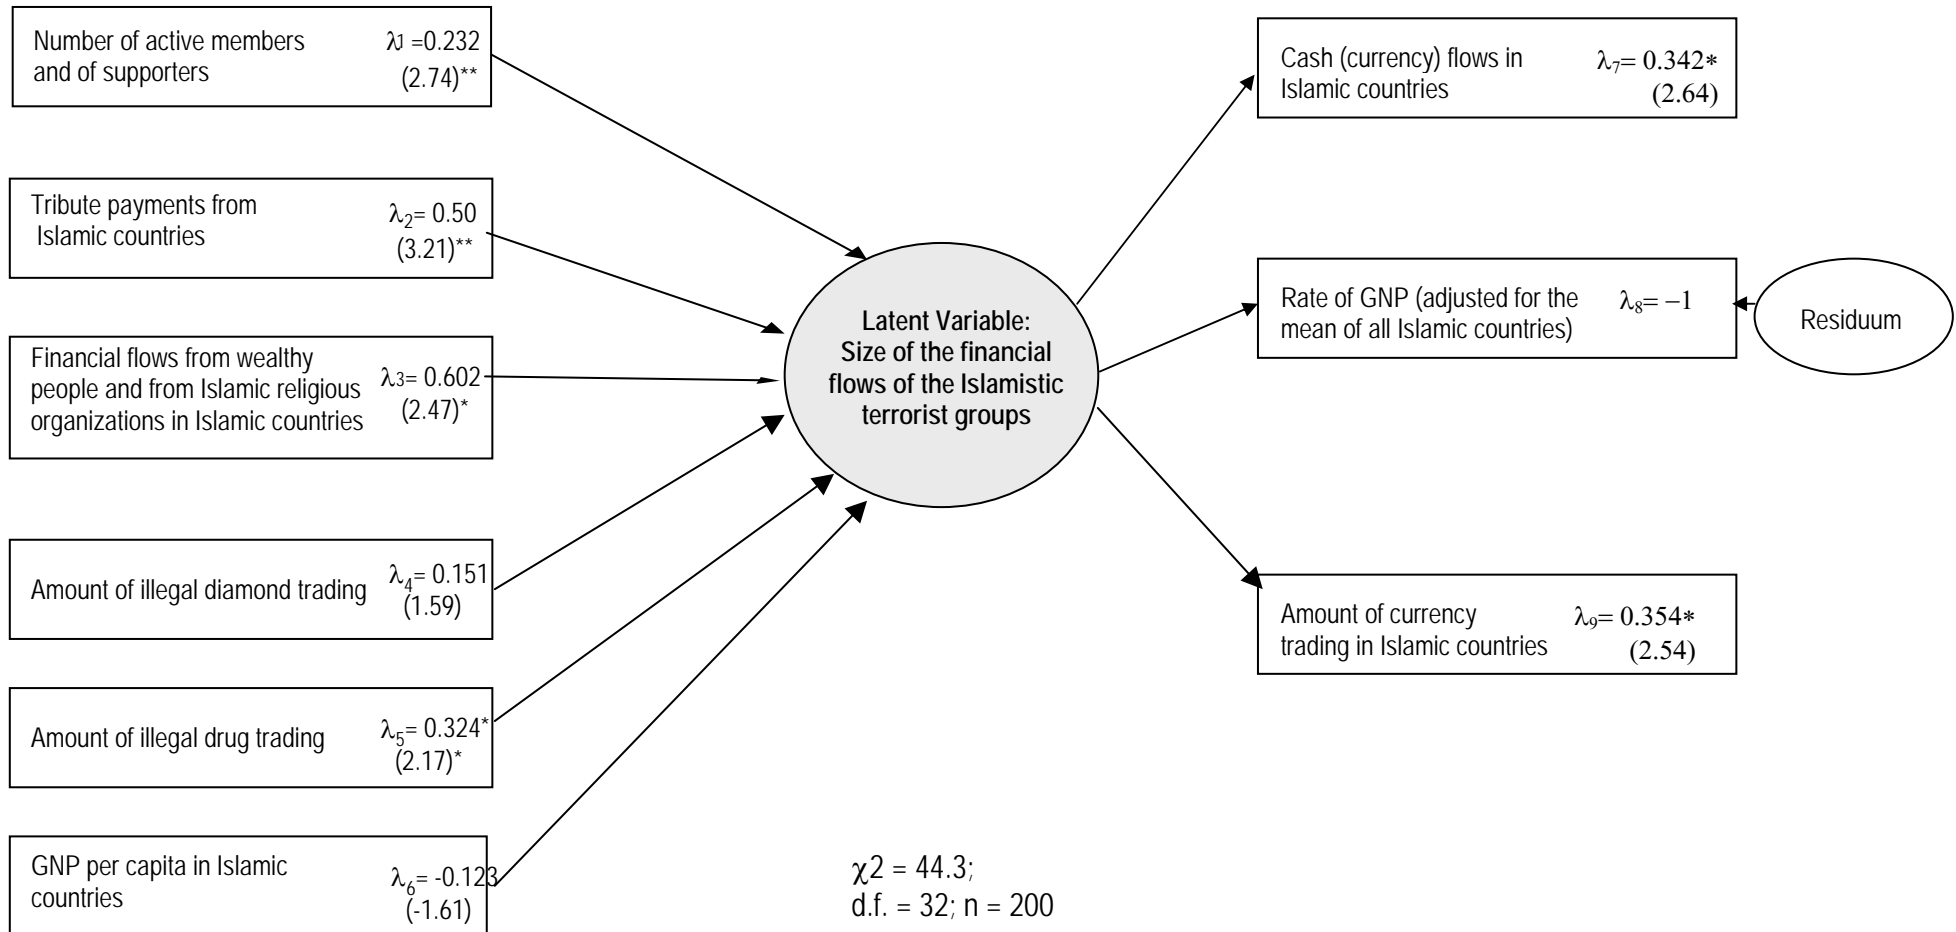 Number of active members
and of supporters
λ1 =0.232
(2.74)**
Tribute payments from
Islamic countries
λ2= 0.50
(3.21)**
Financial flows from wealthy
people and from Islamic religious
organizations in Islamic countries
λ3= 0.602
(2.47)*
Amount of illegal diamond trading
λ4= 0.151
(1.59)
Amount of illegal drug trading
λ5= 0.324*
(2.17)*
GNP per capita in Islamic
countries
λ6= -0.123
(-1.61)
Latent Variable:
Size of the financial
flows of the Islamistic
terrorist groups
Cash (currency) flows in
Islamic countries
λ7= 0.342*
(2.64)
Rate of GNP (adjusted for the
mean of all Islamic countries)
λ8= −1
Residuum
Amount of currency
trading in Islamic countries
λ9= 0.354*
(2.54)
χ2 = 44.3;
d.f. = 32; n = 200